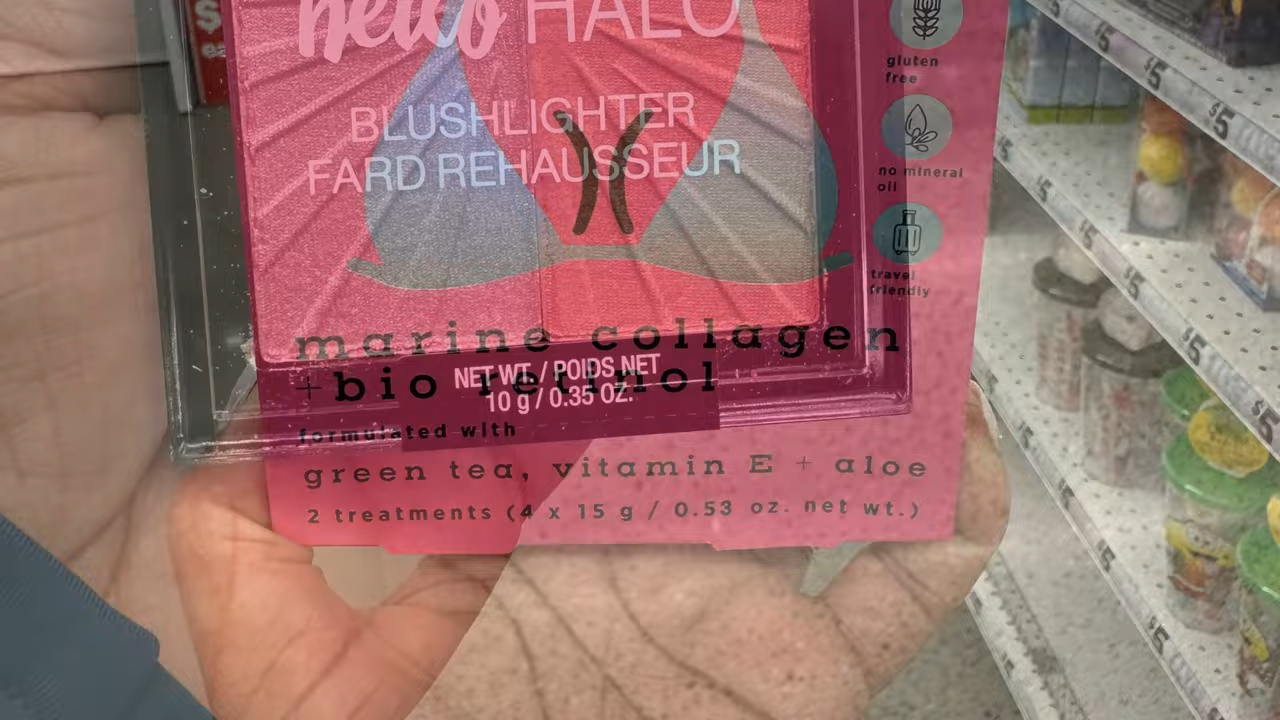 hello HALO
BLUSHLIGHTER
FARD REHAUSSEUR
NET WT. / POIDS NET
10 g / 0.35 OZ.
gluten
free
no mineral
oil
travel
friendly
marine collagen
+bio retinol
formulated with
green tea, vitamin E + aloe
2 treatments (4 x 15 g / 0.53 oz. net wt.)
$5
$5
$5
$5
$5
$5
$5
$5